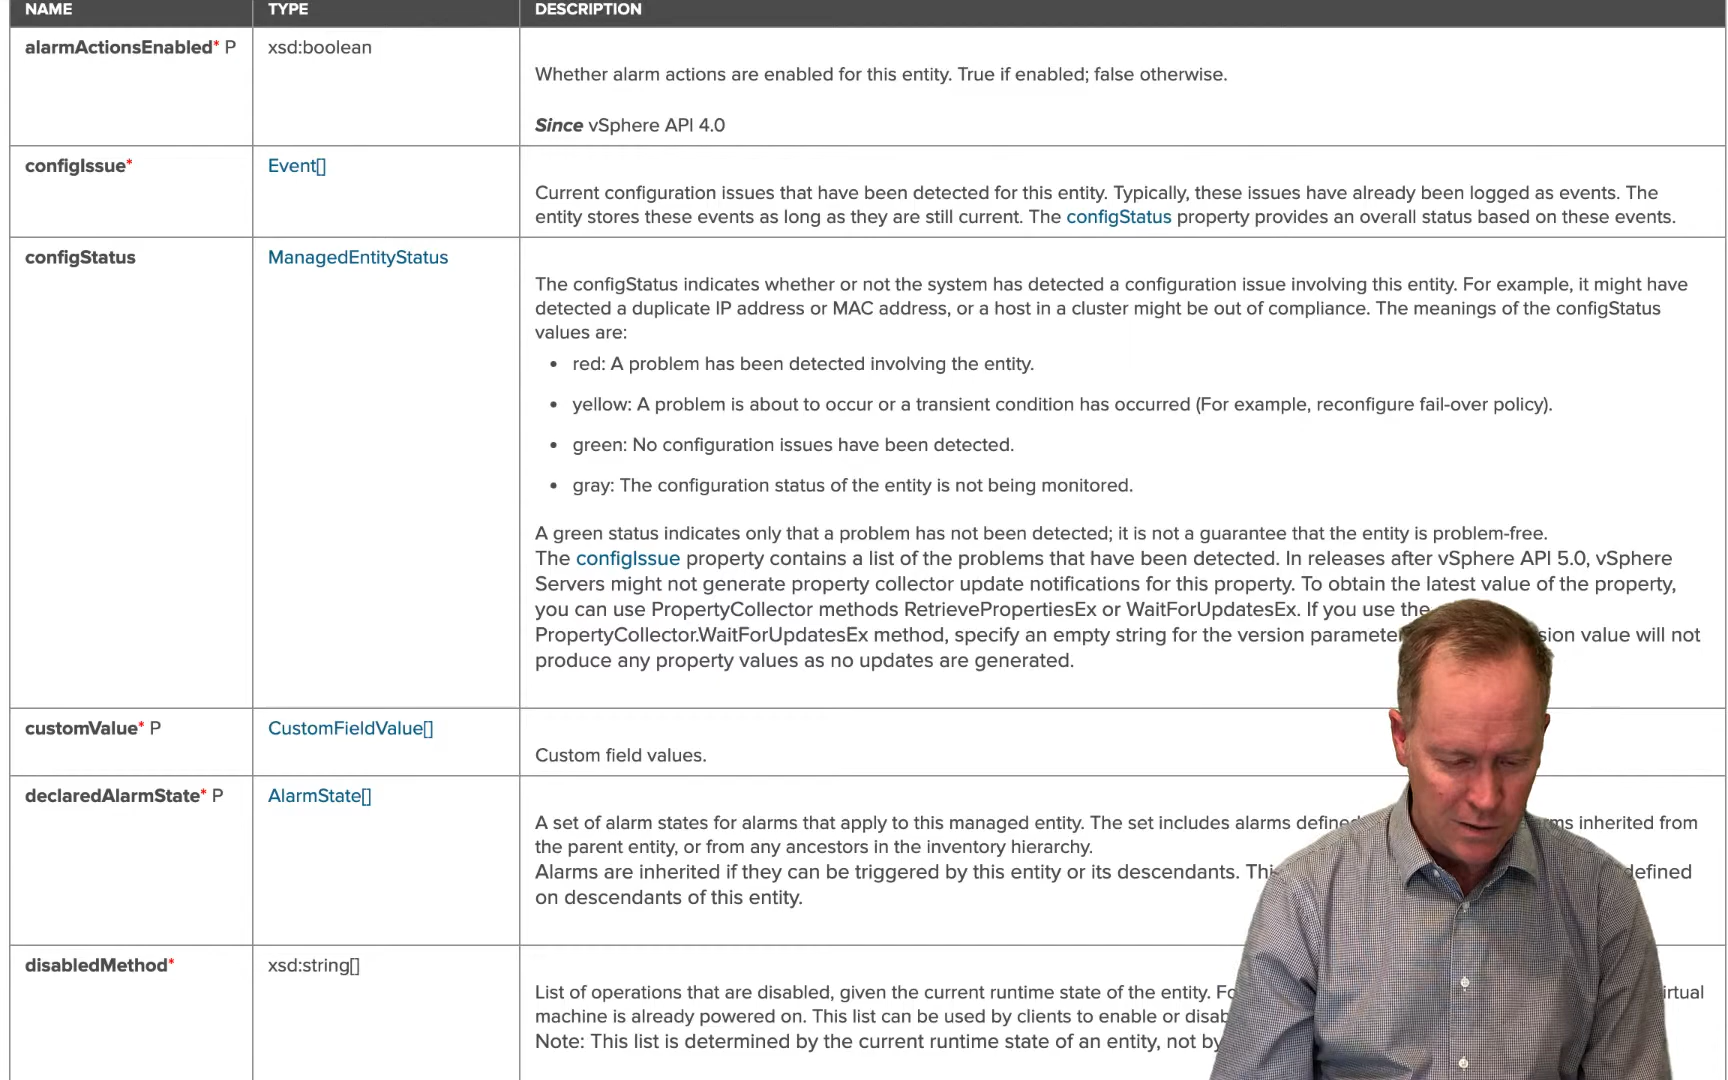 NAME TYPE DESCRIPTION
alarmActionsEnabled* P xsd:boolean
Whether alarm actions are enabled for this entity. True if enabled; false otherwise.
Since vSphere API 4.0
configIssue* Event[]
Current configuration issues that have been detected for this entity. Typically, these issues have already been logged as events. The
entity stores these events as long as they are still current. The configStatus property provides an overall status based on these events.
configStatus ManagedEntityStatus
The configStatus indicates whether or not the system has detected a configuration issue involving this entity. For example, it might have
detected a duplicate IP address or MAC address, or a host in a cluster might be out of compliance. The meanings of the configStatus
values are:
• red: A problem has been detected involving the entity.
• yellow: A problem is about to occur or a transient condition has occurred (For example, reconfigure fail-over policy).
• green: No configuration issues have been detected.
• gray: The configuration status of the entity is not being monitored.
A green status indicates only that a problem has not been detected; it is not a guarantee that the entity is problem-free.
The configIssue property contains a list of the problems that have been detected. In releases after vSphere API 5.0, vSphere
Servers might not generate property collector update notifications for this property. To obtain the latest value of the property,
you can use PropertyCollector methods RetrievePropertiesEx or WaitForUpdatesEx. If you use the
PropertyCollector.WaitForUpdatesEx method, specify an empty string for the version parameter value will not
produce any property values as no updates are generated.
customValue* P CustomFieldValue[]
Custom field values.
declaredAlarmState* P AlarmState[]
A set of alarm states for alarms that apply to this managed entity. The set includes alarms defined inherited from
the parent entity, or from any ancestors in the inventory hierarchy.
Alarms are inherited if they can be triggered by this entity or its descendants. defined
on descendants of this entity.
disabledMethod* xsd:string[]
List of operations that are disabled, given the current runtime state of the entity.
machine is already powered on. This list can be used by clients to enable or
Note: This list is determined by the current runtime state of an entity, not by